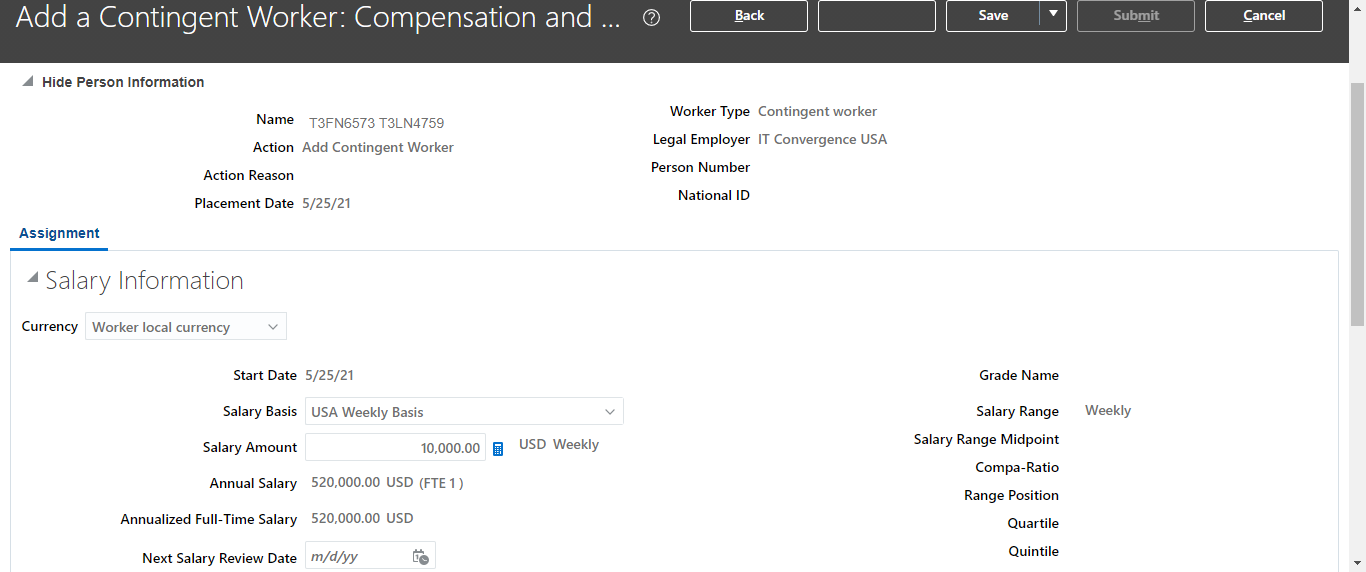 Add a Contingent Worker: Compensation and ...
Back
Save
Submit
Cancel
Hide Person Information
Name T3FN6573 T3LN4759
Action Add Contingent Worker
Action Reason
Placement Date 5/25/21
Worker Type Contingent worker
Legal Employer IT Convergence USA
Person Number
National ID
Assignment
Salary Information
Currency Worker local currency
Start Date 5/25/21
Salary Basis USA Weekly Basis
Salary Amount 10,000.00 USD Weekly
Annual Salary 520,000.00 USD (FTE 1 )
Annualized Full-Time Salary 520,000.00 USD
Next Salary Review Date m/d/yy
Grade Name
Salary Range Weekly
Salary Range Midpoint
Compa-Ratio
Range Position
Quartile
Quintile